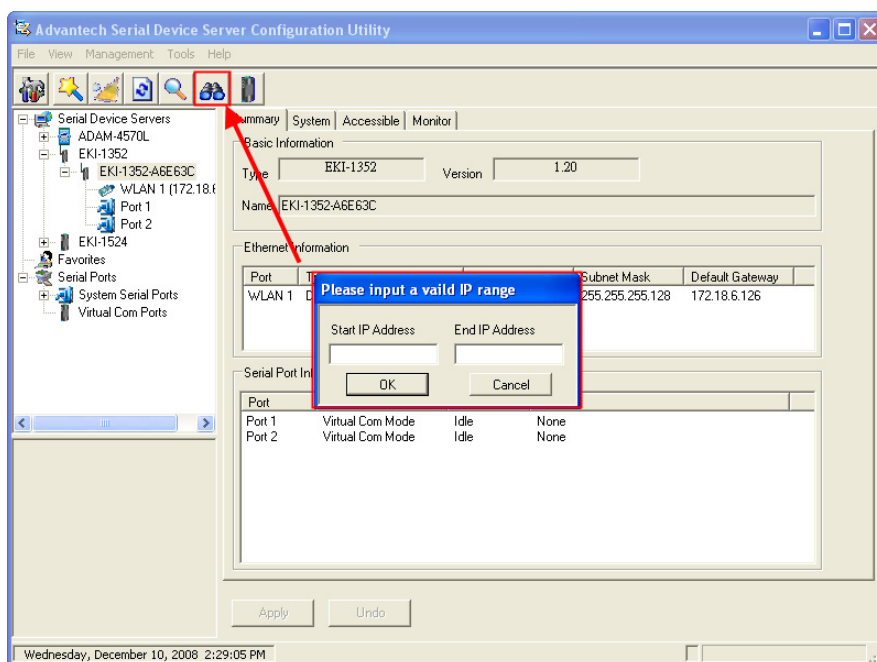 Advantech Serial Device Server Configuration Utility
File View Management Tools Help
Serial Device Servers
ADAM-4570L
EKI-1352
EKI-1352-A6E63C
WLAN 1 (172.18.6
Port 1
Port 2
EKI-1524
Favorites
Serial Ports
System Serial Ports
Virtual Com Ports
ummary System Accessible Monitor
Basic Information
Type EKI-1352 Version 1.20
Name EKI-1352-A6E63C
Ethernet Information
Port Subnet Mask Default Gateway
WLAN 1 255.255.255.128 172.18.6.126
Please input a vaild IP range
Start IP Address End IP Address
OK Cancel
Serial Port In
Port
Port 1 Virtual Com Mode Idle None
Port 2 Virtual Com Mode Idle None
Apply Undo
Wednesday, December 10, 2008 2:29:05 PM